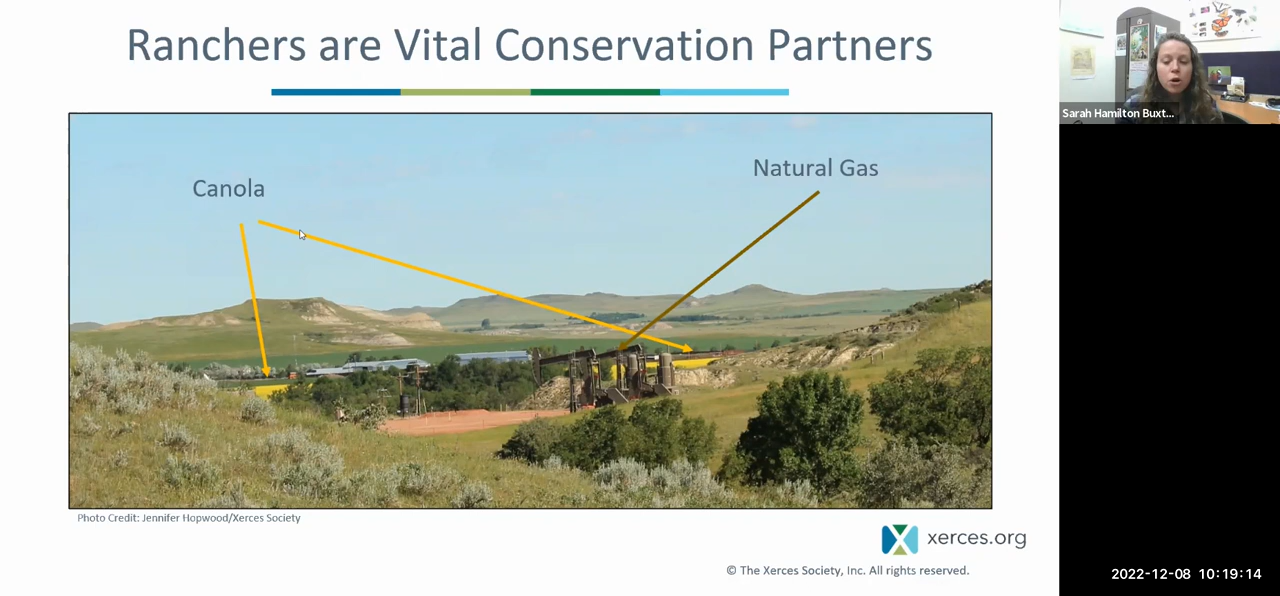 Ranchers are Vital Conservation Partners
Canola
Natural Gas
Photo Credit: Jennifer Hopwood/Xerces Society
xerces.org
© The Xerces Society, Inc. All rights reserved.
Sarah Hamilton Buxt...
2022-12-08 10:19:14